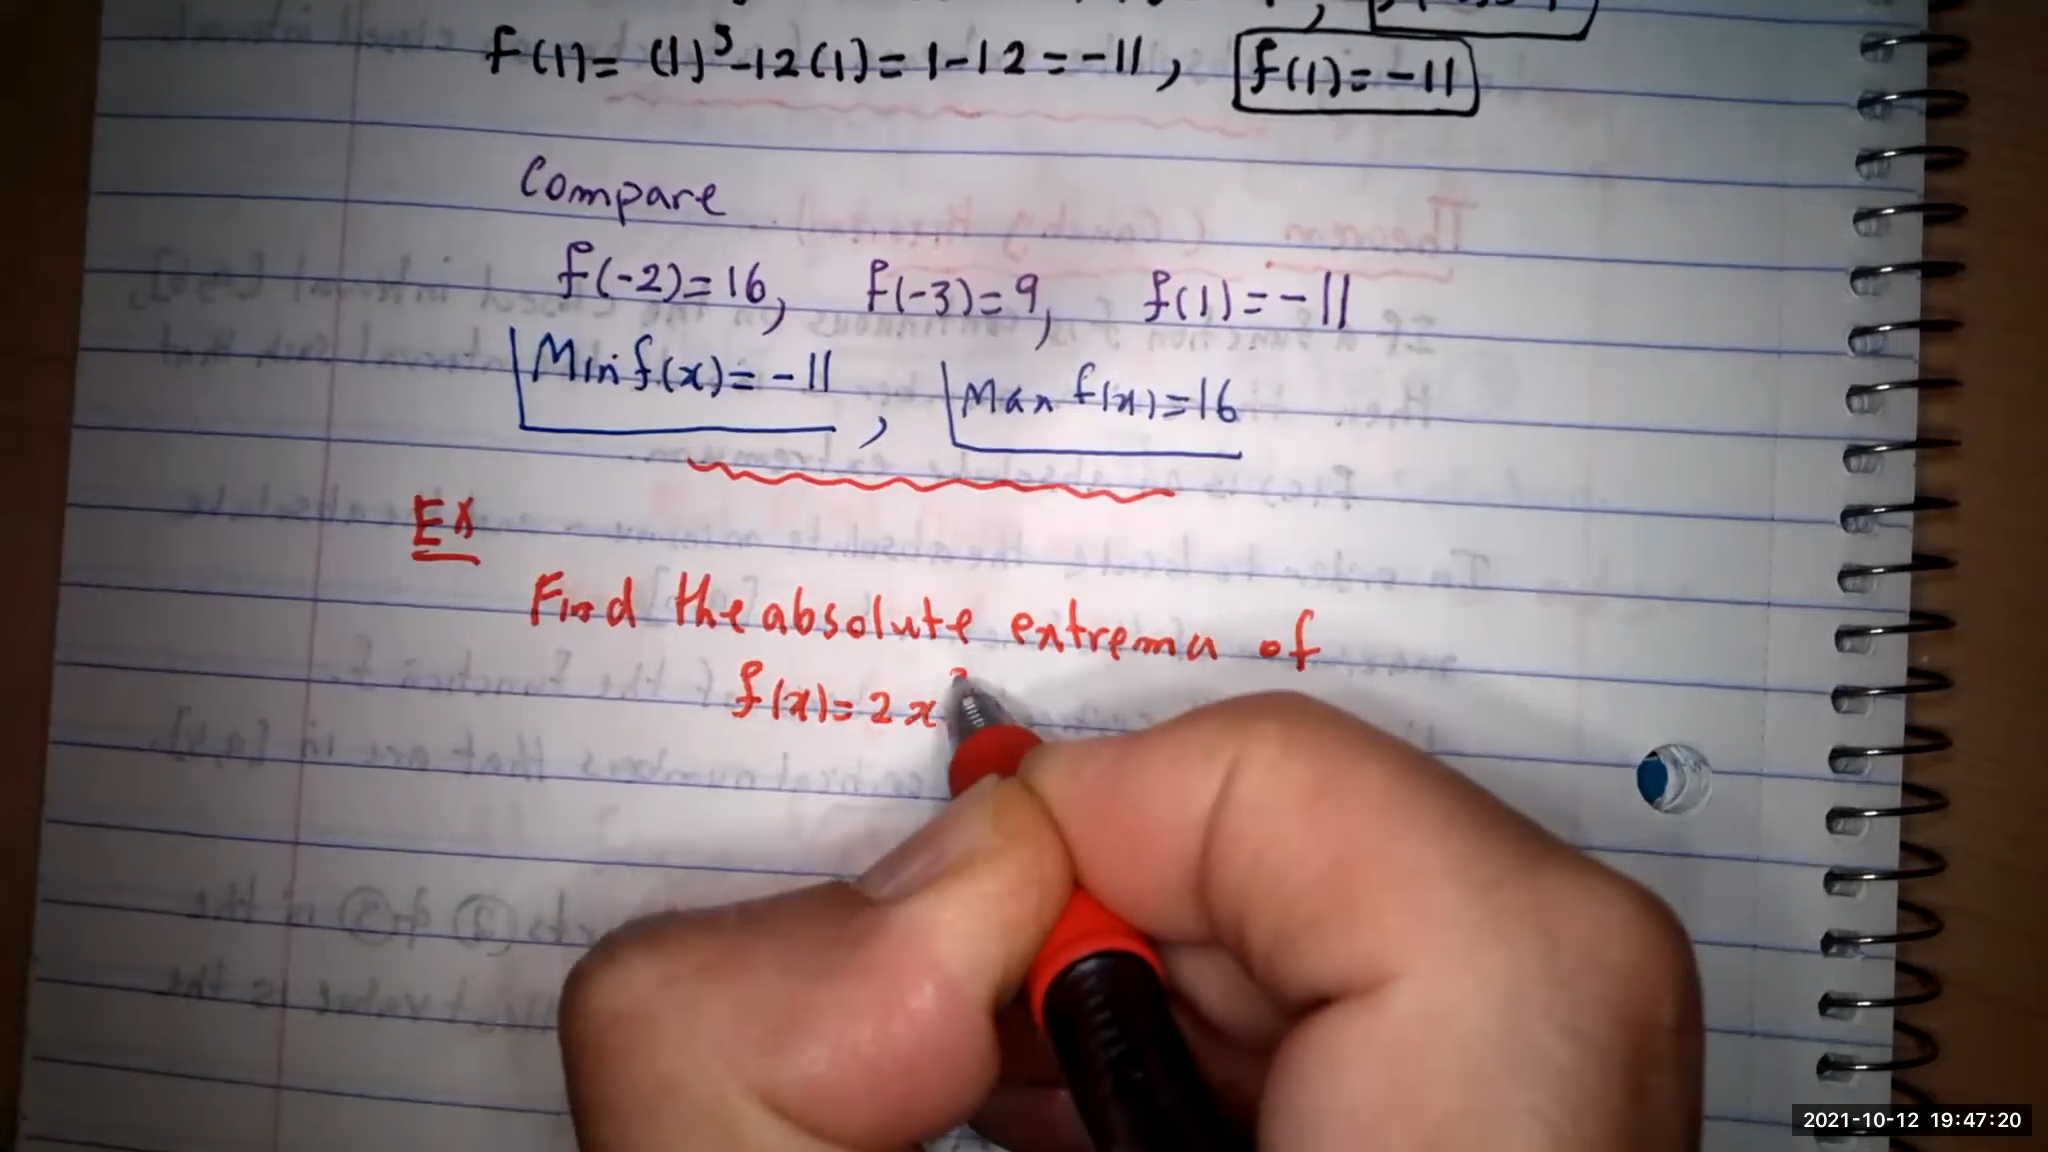 f(1)= (1)³-12(1)=1-12=-11, f(1)=-11
Compare
f(-2)=16, f(-3)=9, f(1)=-11
Min f(x)=-11, Max f(x)=16
Ex
Find the absolute extrema of
f(x)=2x
2021-10-12 19:47:20